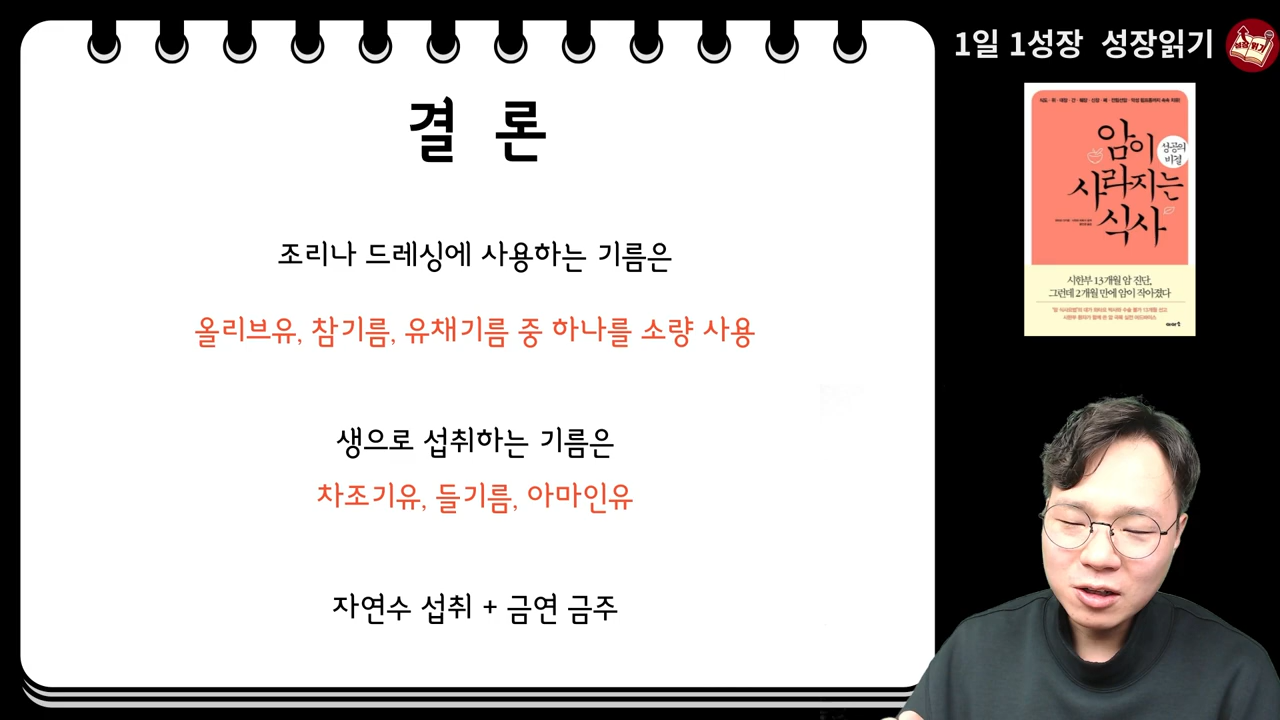 결 론
조리나 드레싱에 사용하는 기름은
올리브유, 참기름, 유채기름 중 하나를 소량 사용
생으로 섭취하는 기름은
차조기유, 들기름, 아마인유
자연수 섭취 + 금연 금주
1일 1성장 성장읽기
성장 읽기
암이
사라지는
식사
성공의
비결
시한부 13개월 암 진단,
그런데 2개월 만에 암이 작아졌다